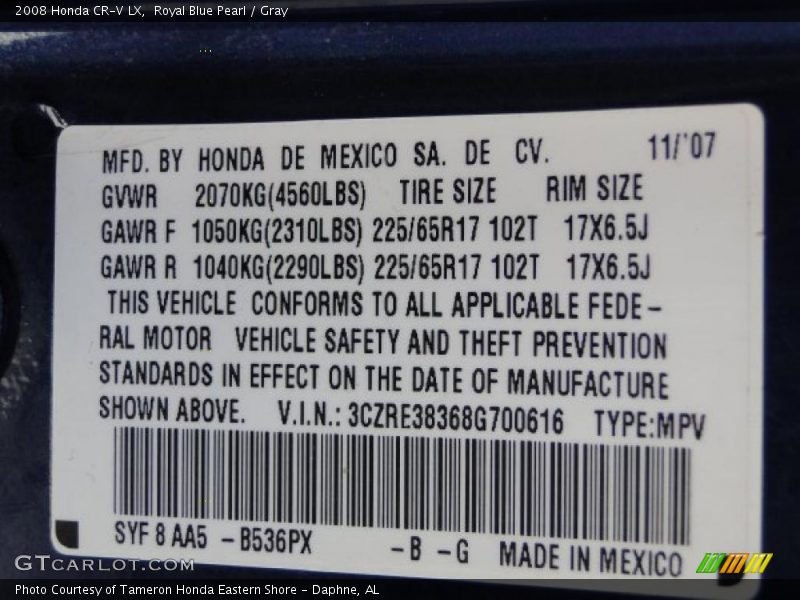 2008 Honda CR-V LX, Royal Blue Pearl / Gray
MFD. BY HONDA DE MEXICO SA. DE CV. 11/'07
GVWR 2070KG(4560LBS) TIRE SIZE RIM SIZE
GAWR F 1050KG(2310LBS) 225/65R17 102T 17X6.5J
GAWR R 1040KG(2290LBS) 225/65R17 102T 17X6.5J
THIS VEHICLE CONFORMS TO ALL APPLICABLE FEDE-
RAL MOTOR VEHICLE SAFETY AND THEFT PREVENTION
STANDARDS IN EFFECT ON THE DATE OF MANUFACTURE
SHOWN ABOVE. V.I.N.: 3CZRE38368G700616 TYPE:MPV
SYF 8 AA5 -B536PX -B -G MADE IN MEXICO
GTCARLOT.COM
Photo Courtesy of Tameron Honda Eastern Shore - Daphne, AL